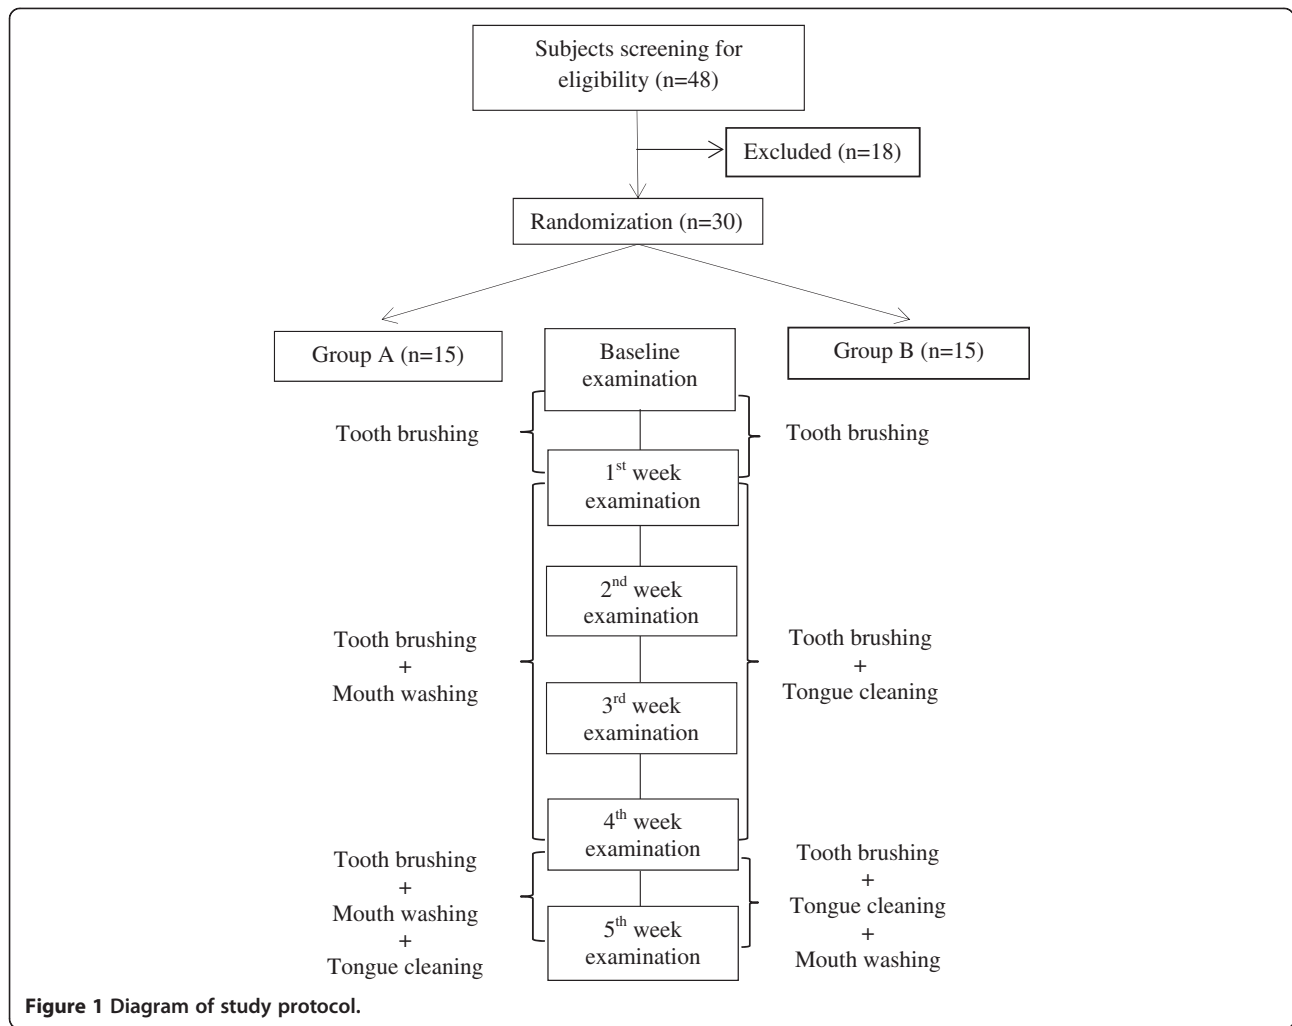 Subjects screening for
eligibility (n=48)
Excluded (n=18)
Randomization (n=30)
Group A (n=15)
Baseline
examination
Group B (n=15)
Tooth brushing
Tooth brushing
1st week
examination
2nd week
examination
Tooth brushing
+
Mouth washing
Tooth brushing
+
Tongue cleaning
3rd week
examination
4th week
examination
Tooth brushing
+
Mouth washing
+
Tongue cleaning
Tooth brushing
+
Tongue cleaning
+
Mouth washing
5th week
examination
Figure 1 Diagram of study protocol.